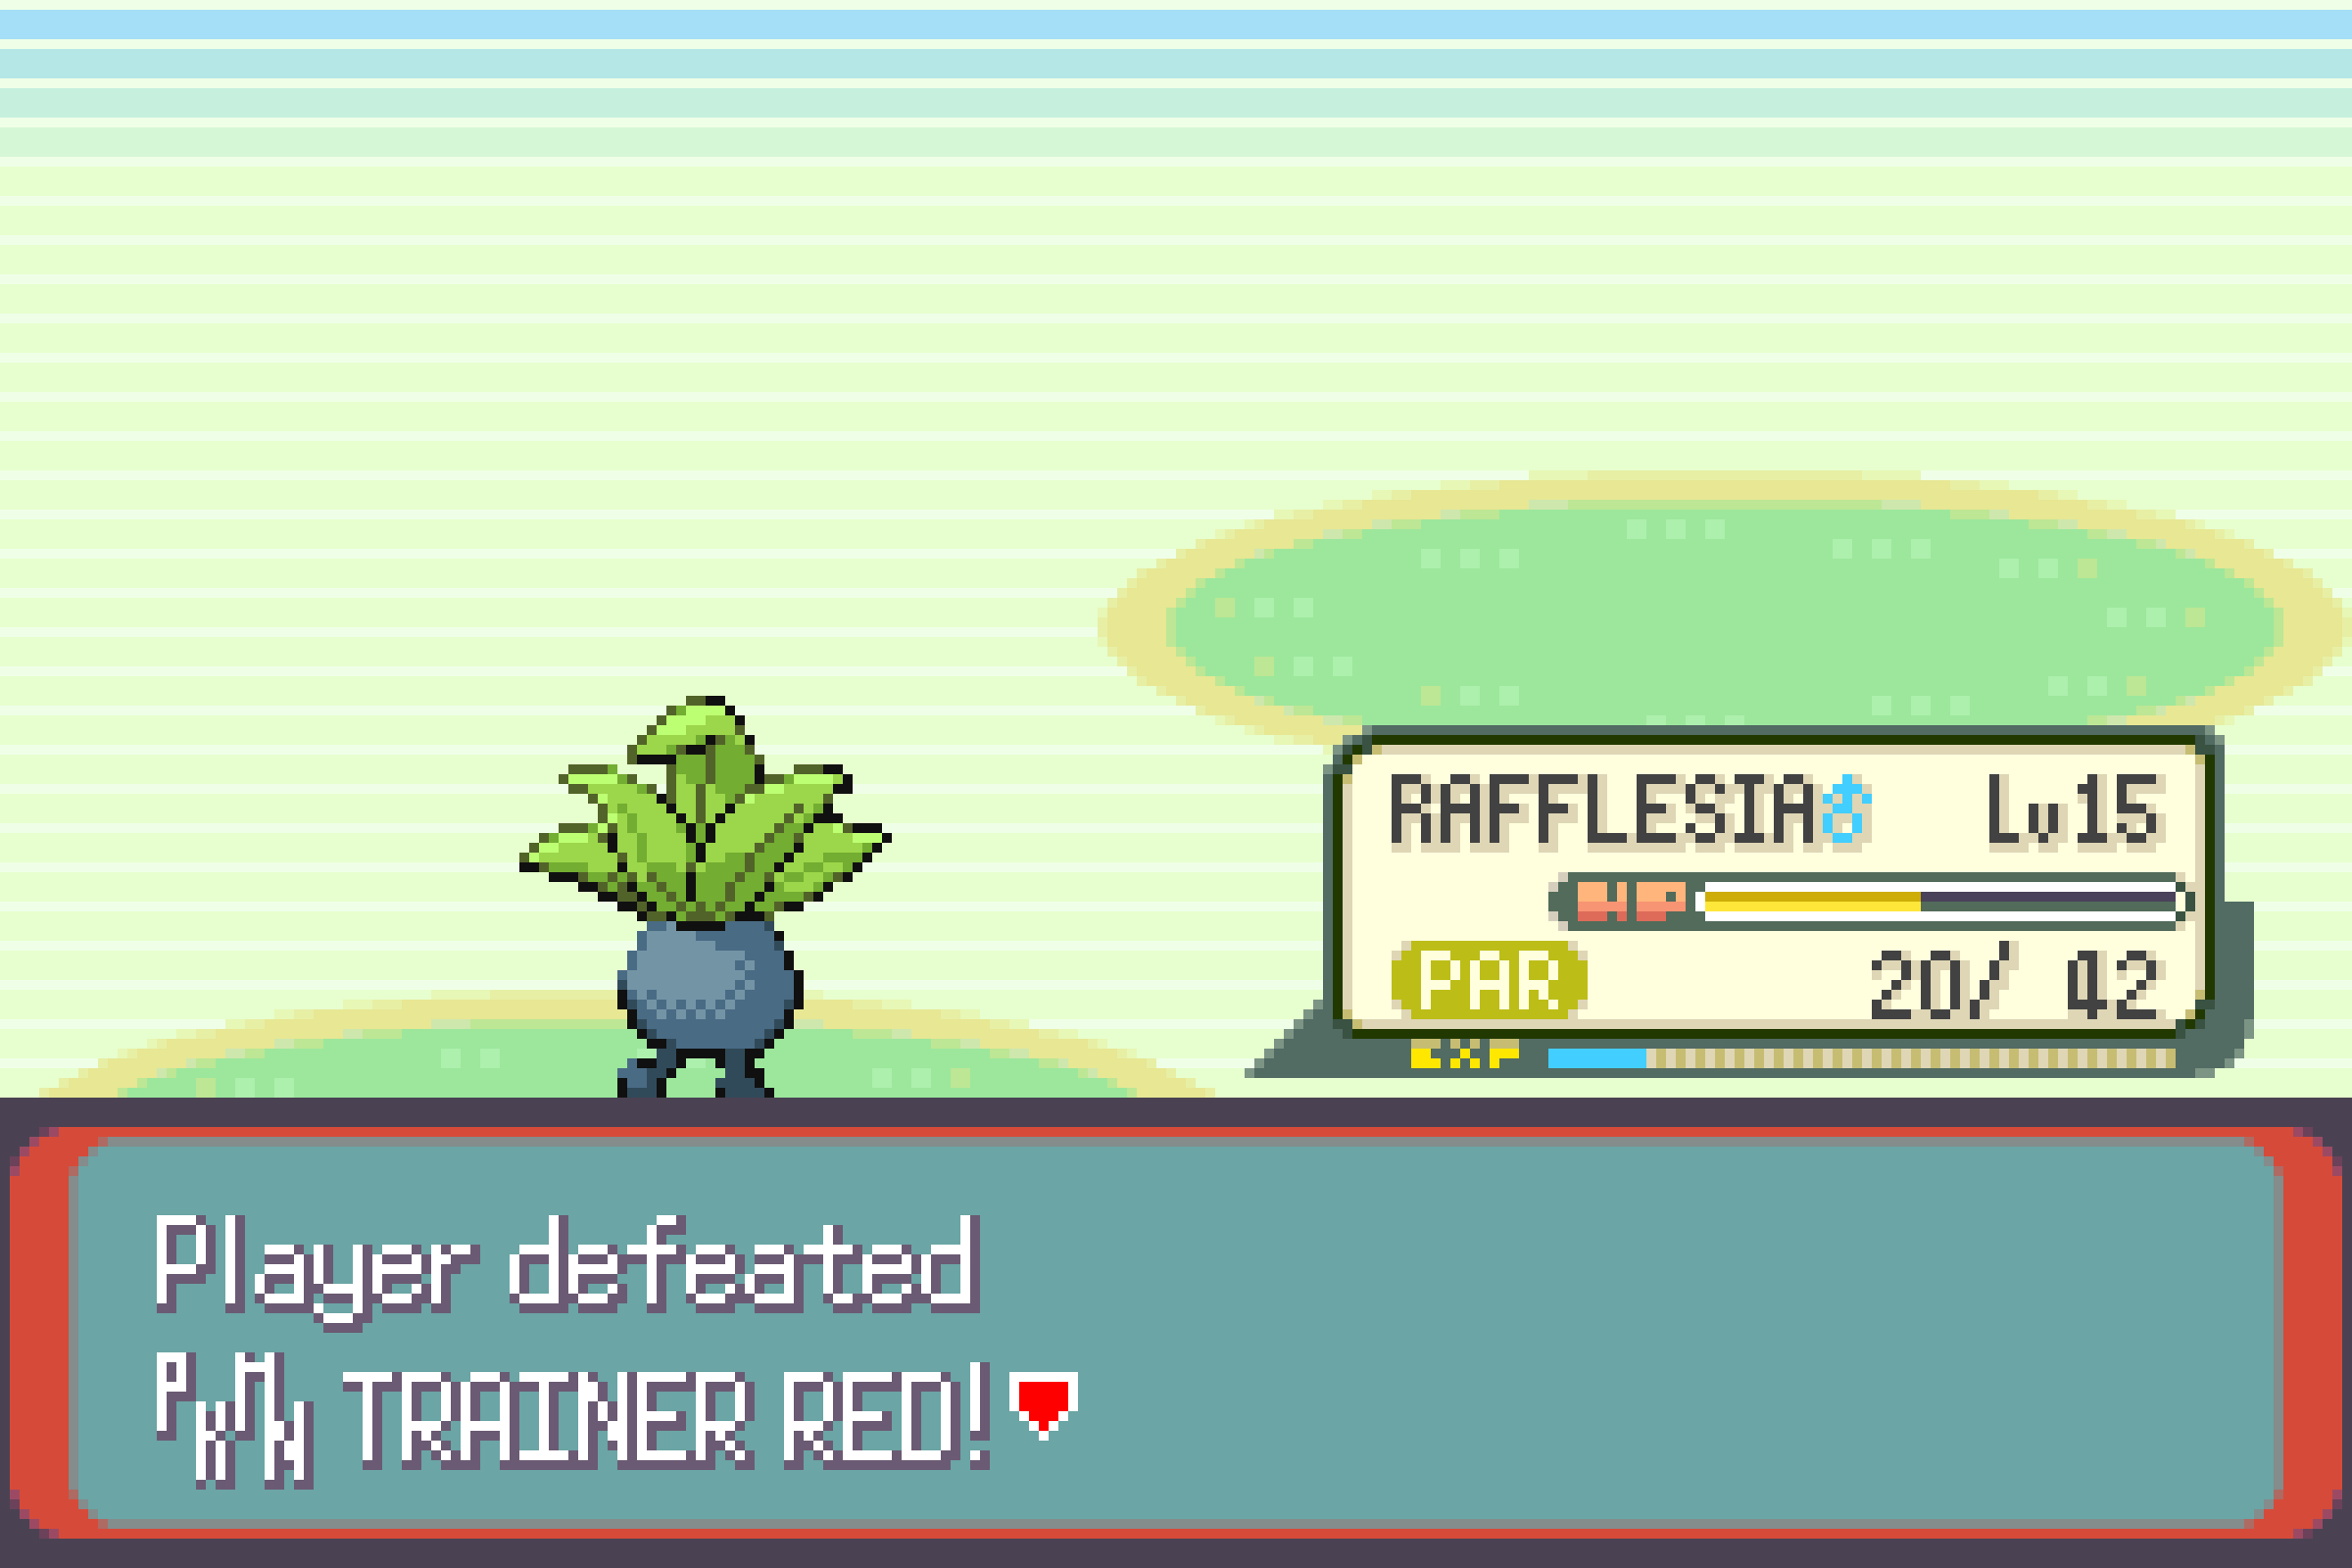 RAFFLESIA♂ Lv15
HP
PAR 20/ 42
EXP
Player defeated
PKMN TRAINER RED!♥